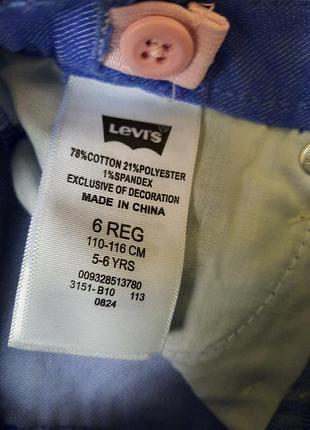 LEVI'S
78%COTTON 21%POLYESTER
1%SPANDEX
EXCLUSIVE OF DECORATION
MADE IN CHINA
6 REG
110-116 CM
5-6 YRS
009328513780
3151-B10 113
0824